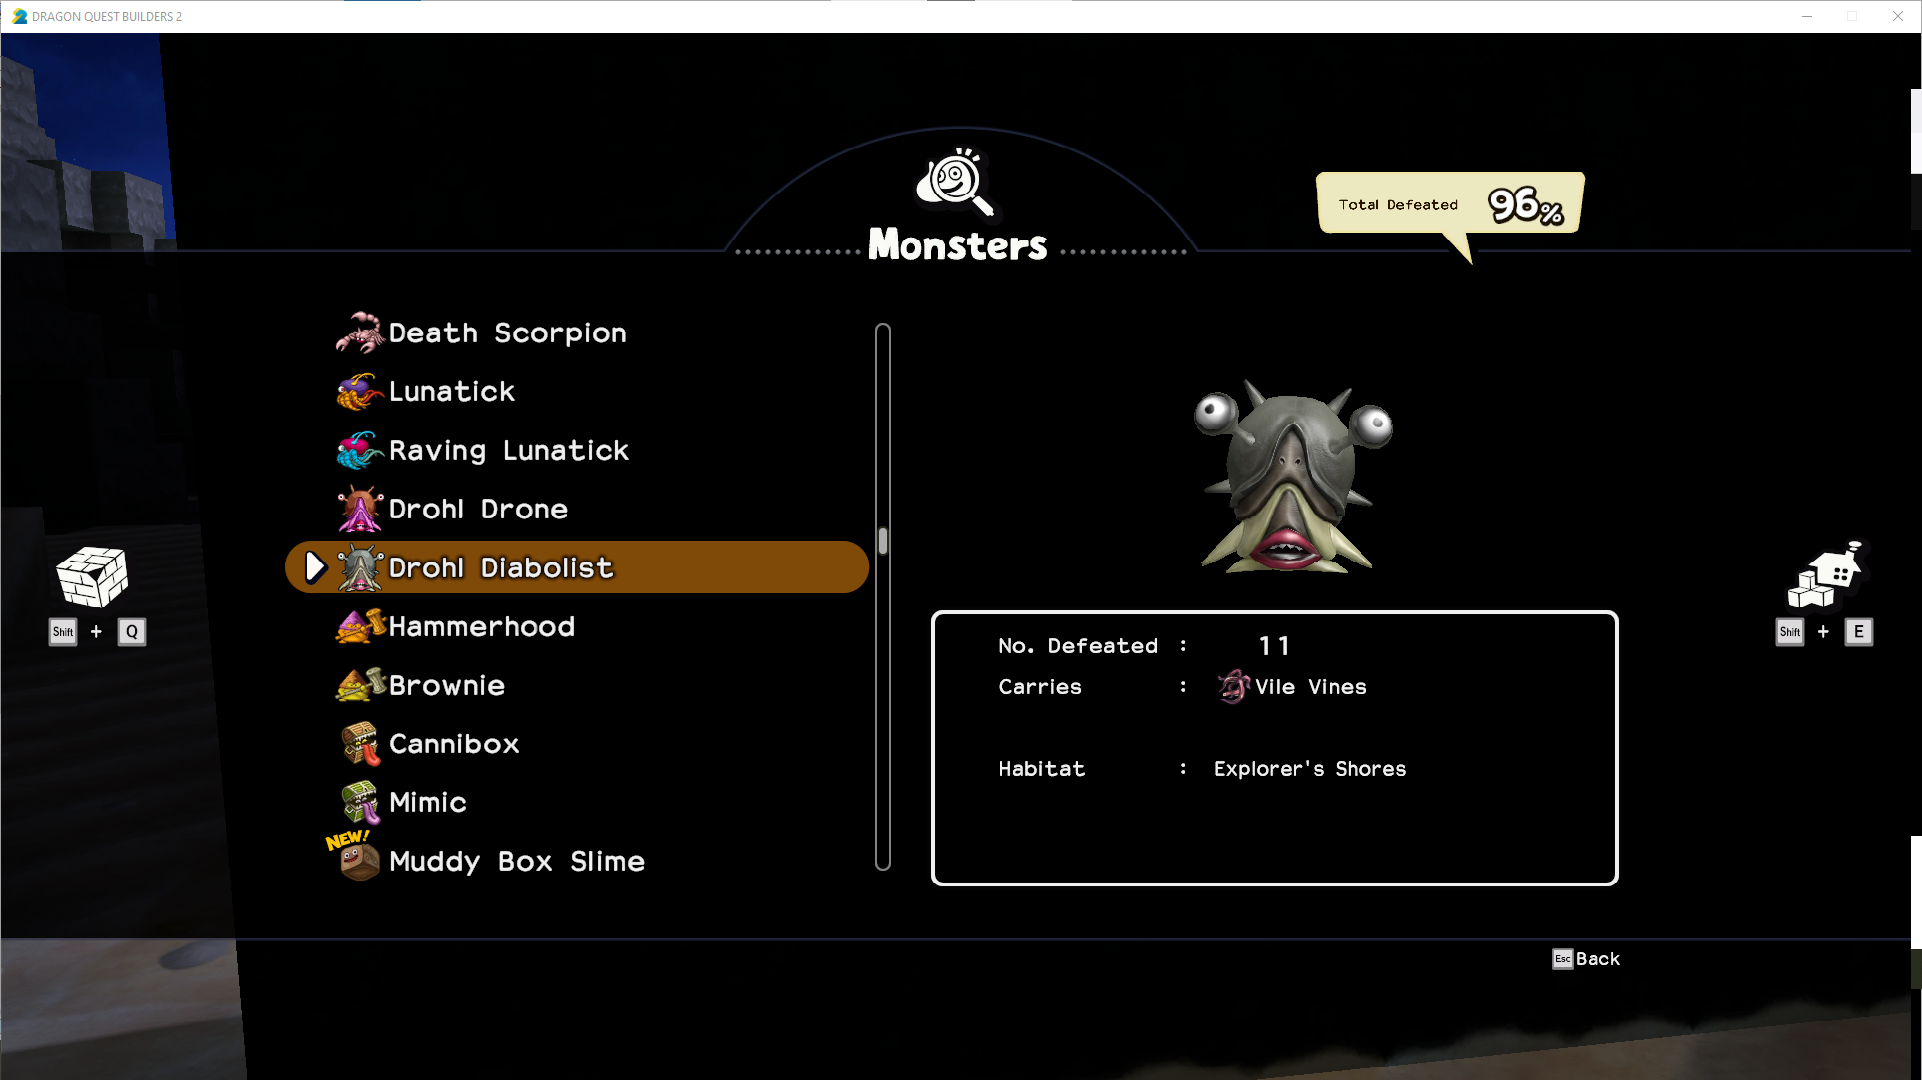 DRAGON QUEST BUILDERS 2
Total Defeated 96%
Monsters
Death Scorpion
Lunatick
Raving Lunatick
Drohl Drone
Drohl Diabolist
Hammerhood
Brownie
Cannibox
Mimic
NEW!
Muddy Box Slime
Shift + Q
Shift + E
No. Defeated : 11
Carries : Vile Vines
Habitat : Explorer's Shores
Esc Back